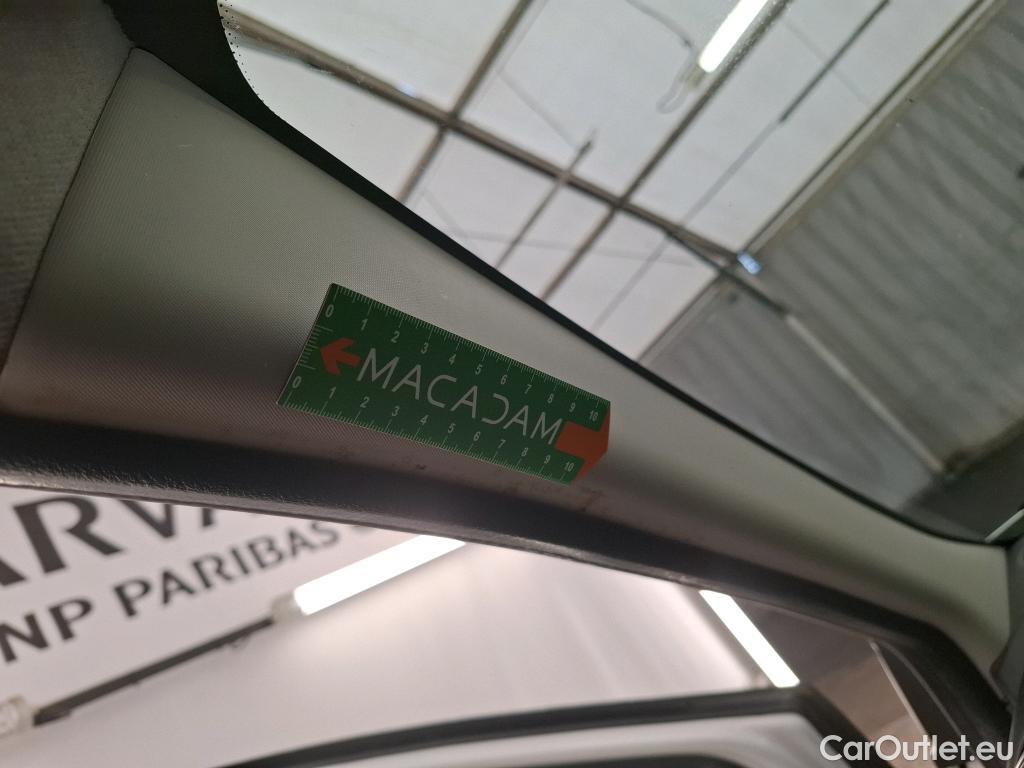 0 1 2 3 4 5 6 7 8 9 10
MACADAM
0 1 2 3 4 5 6 7 8 9 10
ARVA
NP PARIBAS
CarOutlet.eu